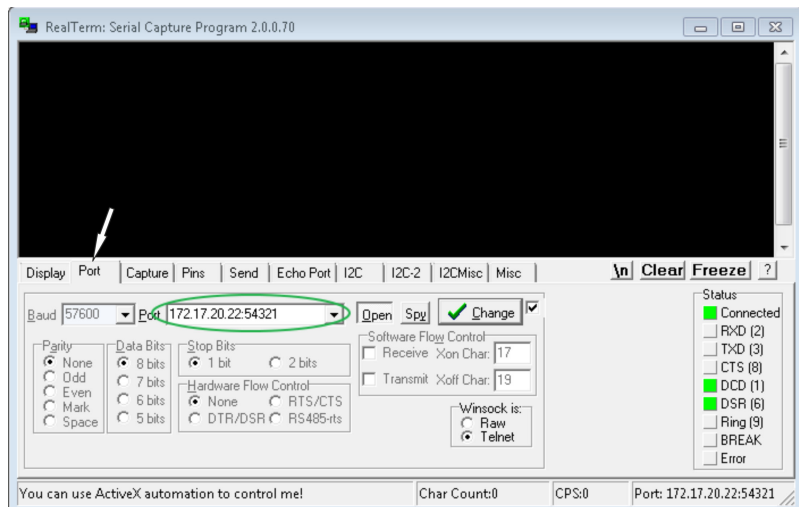 RealTerm: Serial Capture Program 2.0.0.70
Display Port Capture Pins Send Echo Port I2C I2C-2 I2CMisc Misc \n Clear Freeze ?
Baud 57600 Port 172.17.20.22:54321 Open Spy Change
Parity
None
Odd
Even
Mark
Space
Data Bits
8 bits
7 bits
6 bits
5 bits
Stop Bits
1 bit 2 bits
Hardware Flow Control
None RTS/CTS
DTR/DSR RS485-rts
Software Flow Control
Receive Xon Char: 17
Transmit Xoff Char: 19
Winsock is:
Raw
Telnet
Status
Connected
RXD (2)
TXD (3)
CTS (8)
DCD (1)
DSR (6)
Ring (9)
BREAK
Error
You can use ActiveX automation to control me! Char Count:0 CPS:0 Port: 172.17.20.22:54321